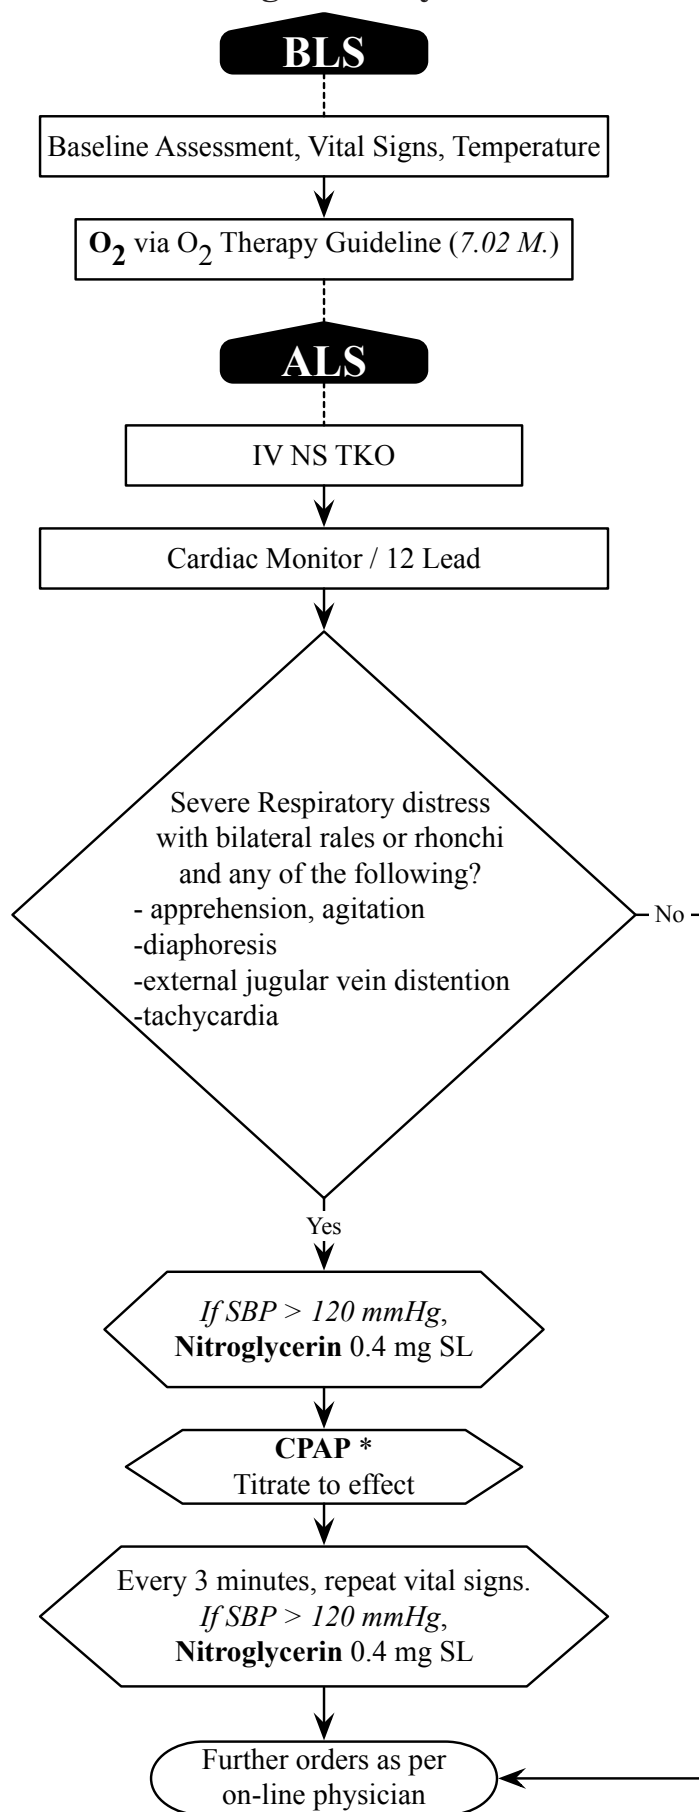 BLS
Baseline Assessment, Vital Signs, Temperature
O2 via O2 Therapy Guideline (7.02 M.)
ALS
IV NS TKO
Cardiac Monitor / 12 Lead
Severe Respiratory distress
with bilateral rales or rhonchi
and any of the following?
- apprehension, agitation
-diaphoresis
-external jugular vein distention
-tachycardia
No
Yes
If SBP > 120 mmHg,
Nitroglycerin 0.4 mg SL
CPAP *
Titrate to effect
Every 3 minutes, repeat vital signs.
If SBP > 120 mmHg,
Nitroglycerin 0.4 mg SL
Further orders as per
on-line physician